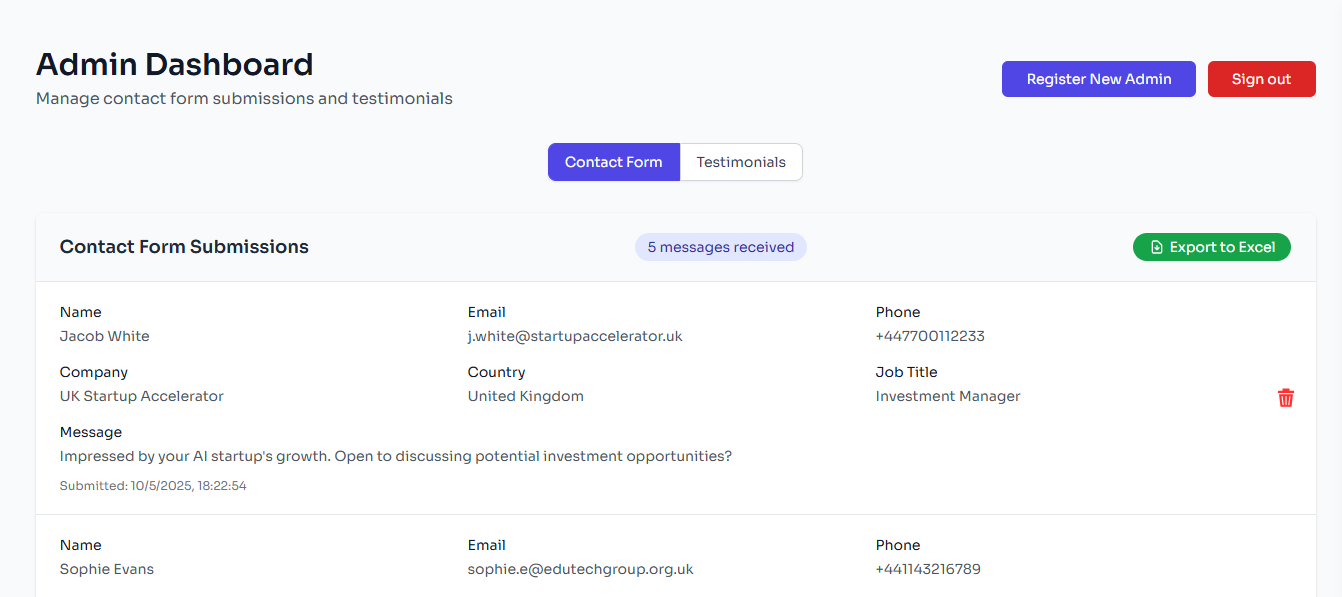 Admin Dashboard
Manage contact form submissions and testimonials
Register New Admin
Sign out
Contact Form
Testimonials
Contact Form Submissions
5 messages received
Export to Excel
Name
Email
Phone
Jacob White
j.white@startupaccelerator.uk
+447700112233
Company
Country
Job Title
UK Startup Accelerator
United Kingdom
Investment Manager
Message
Impressed by your AI startup's growth. Open to discussing potential investment opportunities?
Submitted: 10/5/2025, 18:22:54
Name
Email
Phone
Sophie Evans
sophie.e@edutechgroup.org.uk
+441143216789